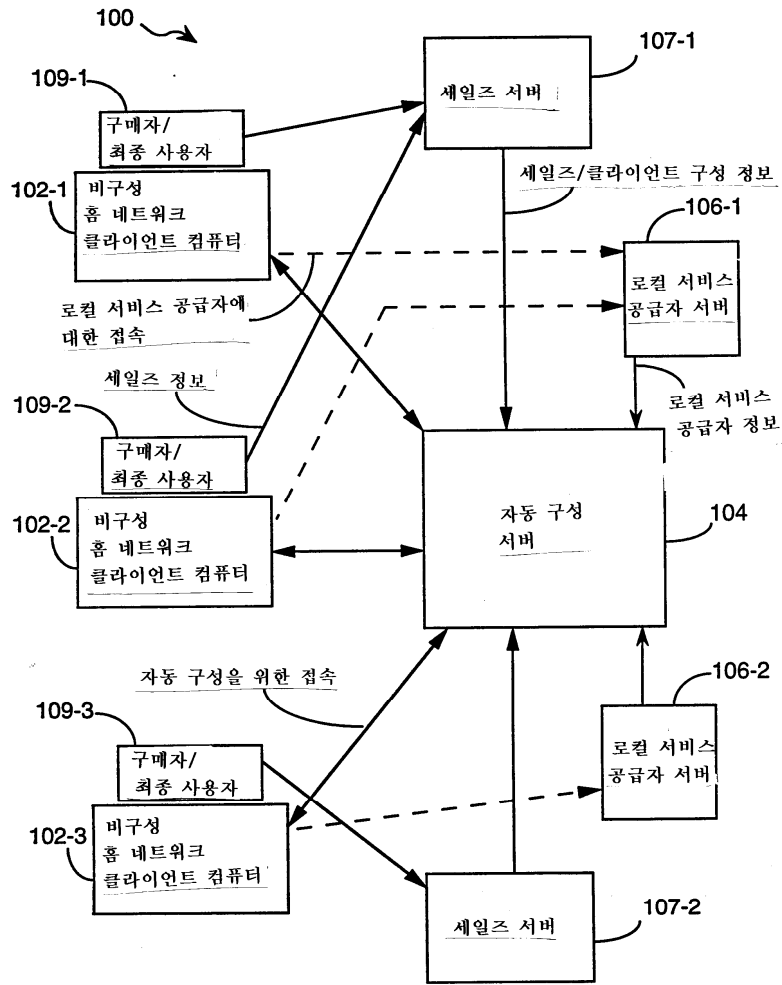 100
107-1
109-1
세일즈 서버
구매자/
최종 사용자
102-1
비구성
홈 네트워크
클라이언트 컴퓨터
세일즈/클라이언트 구성 정보
106-1
로컬 서비스
공급자 서버
로컬 서비스 공급자에
대한 접속
세일즈 정보
109-2
로컬 서비스
공급자 정보
구매자/
최종 사용자
102-2
비구성
홈 네트워크
클라이언트 컴퓨터
자동 구성
서버
104
자동 구성을 위한 접속
106-2
109-3
로컬 서비스
공급자 서버
구매자/
최종 사용자
102-3
비구성
홈 네트워크
클라이언트 컴퓨터
세일즈 서버
107-2